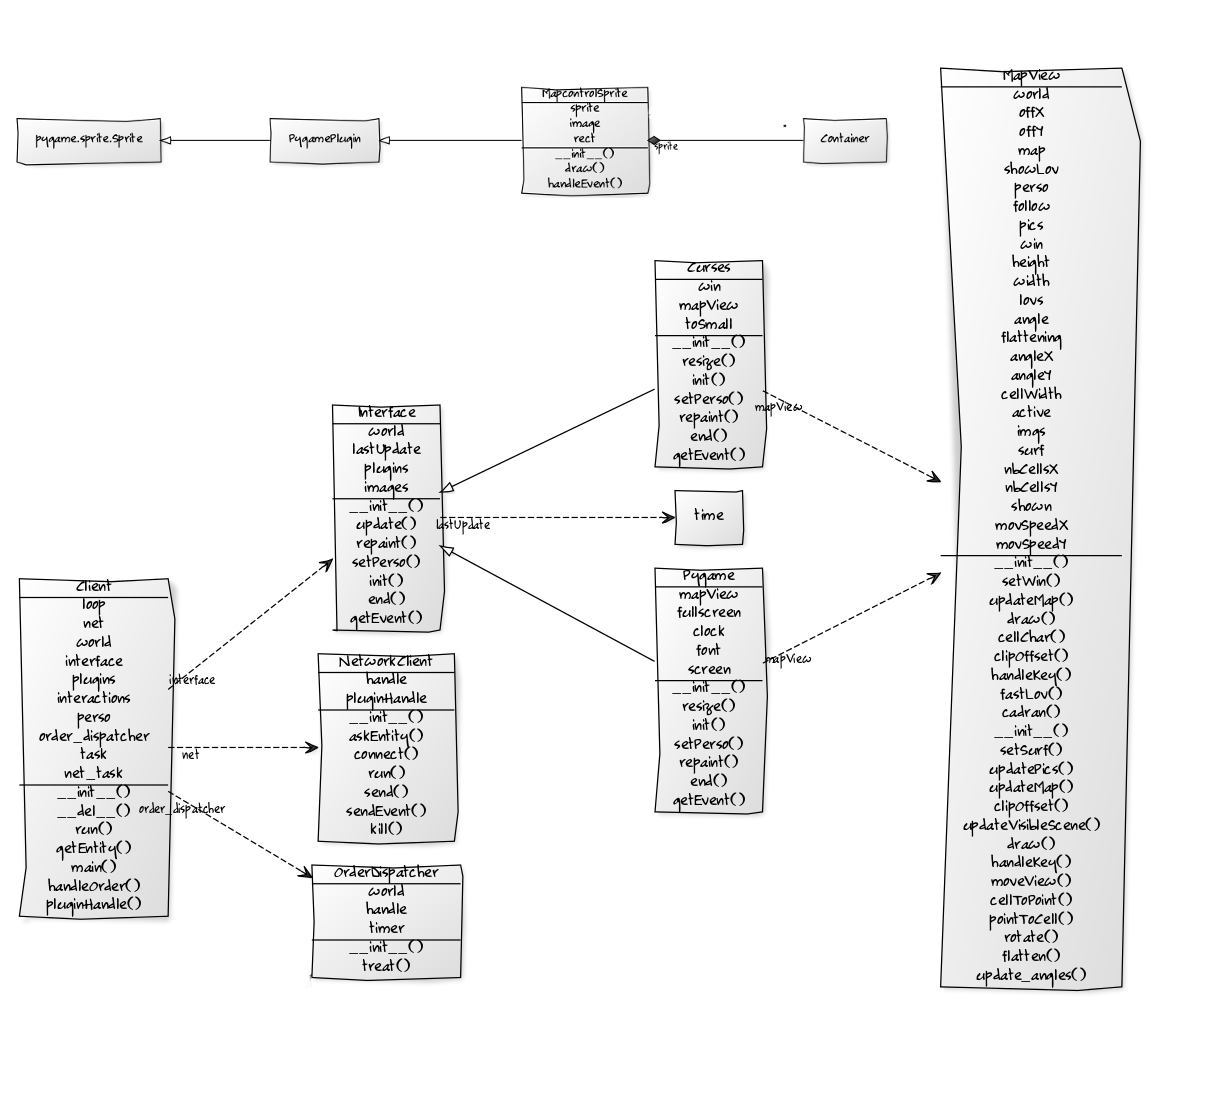 pygame.sprite.Sprite
PygamePlugin
MapcontrolSprite
sprite
image
rect
__init__()
draw()
handleEvent()
sprite
*
Container
MapView
world
offX
offY
map
showLov
perso
follow
pics
win
height
width
lovs
angle
flattening
angleX
angleY
cellWidth
active
imgs
surf
nbCellsX
nbCellsY
shown
movSpeedX
movSpeedY
__init__()
setWin()
updateMap()
draw()
cellChar()
clipOffset()
handleKey()
fastLov()
cadran()
__init__()
setSurf()
updatePics()
updateMap()
clipOffset()
updateVisibleScene()
draw()
handleKey()
moveView()
cellToPoint()
pointToCell()
rotate()
flatten()
update_angles()
Curses
win
mapView
toSmall
__init__()
resize()
init()
setPerso()
repaint()
end()
getEvent()
mapView
Interface
world
lastUpdate
plugins
images
__init__()
update()
repaint()
setPerso()
init()
end()
getEvent()
lastUpdate
time
Pygame
mapView
fullscreen
clock
font
screen
__init__()
resize()
init()
setPerso()
repaint()
end()
getEvent()
mapView
Client
loop
net
world
interface
plugins
interactions
perso
order_dispatcher
task
net_task
__init__()
__del__()
run()
getEntity()
main()
handleOrder()
pluginHandle()
interface
net
order_dispatcher
NetworkClient
handle
pluginHandle
__init__()
askEntity()
connect()
run()
send()
sendEvent()
kill()
OrderDispatcher
world
handle
timer
__init__()
treat()